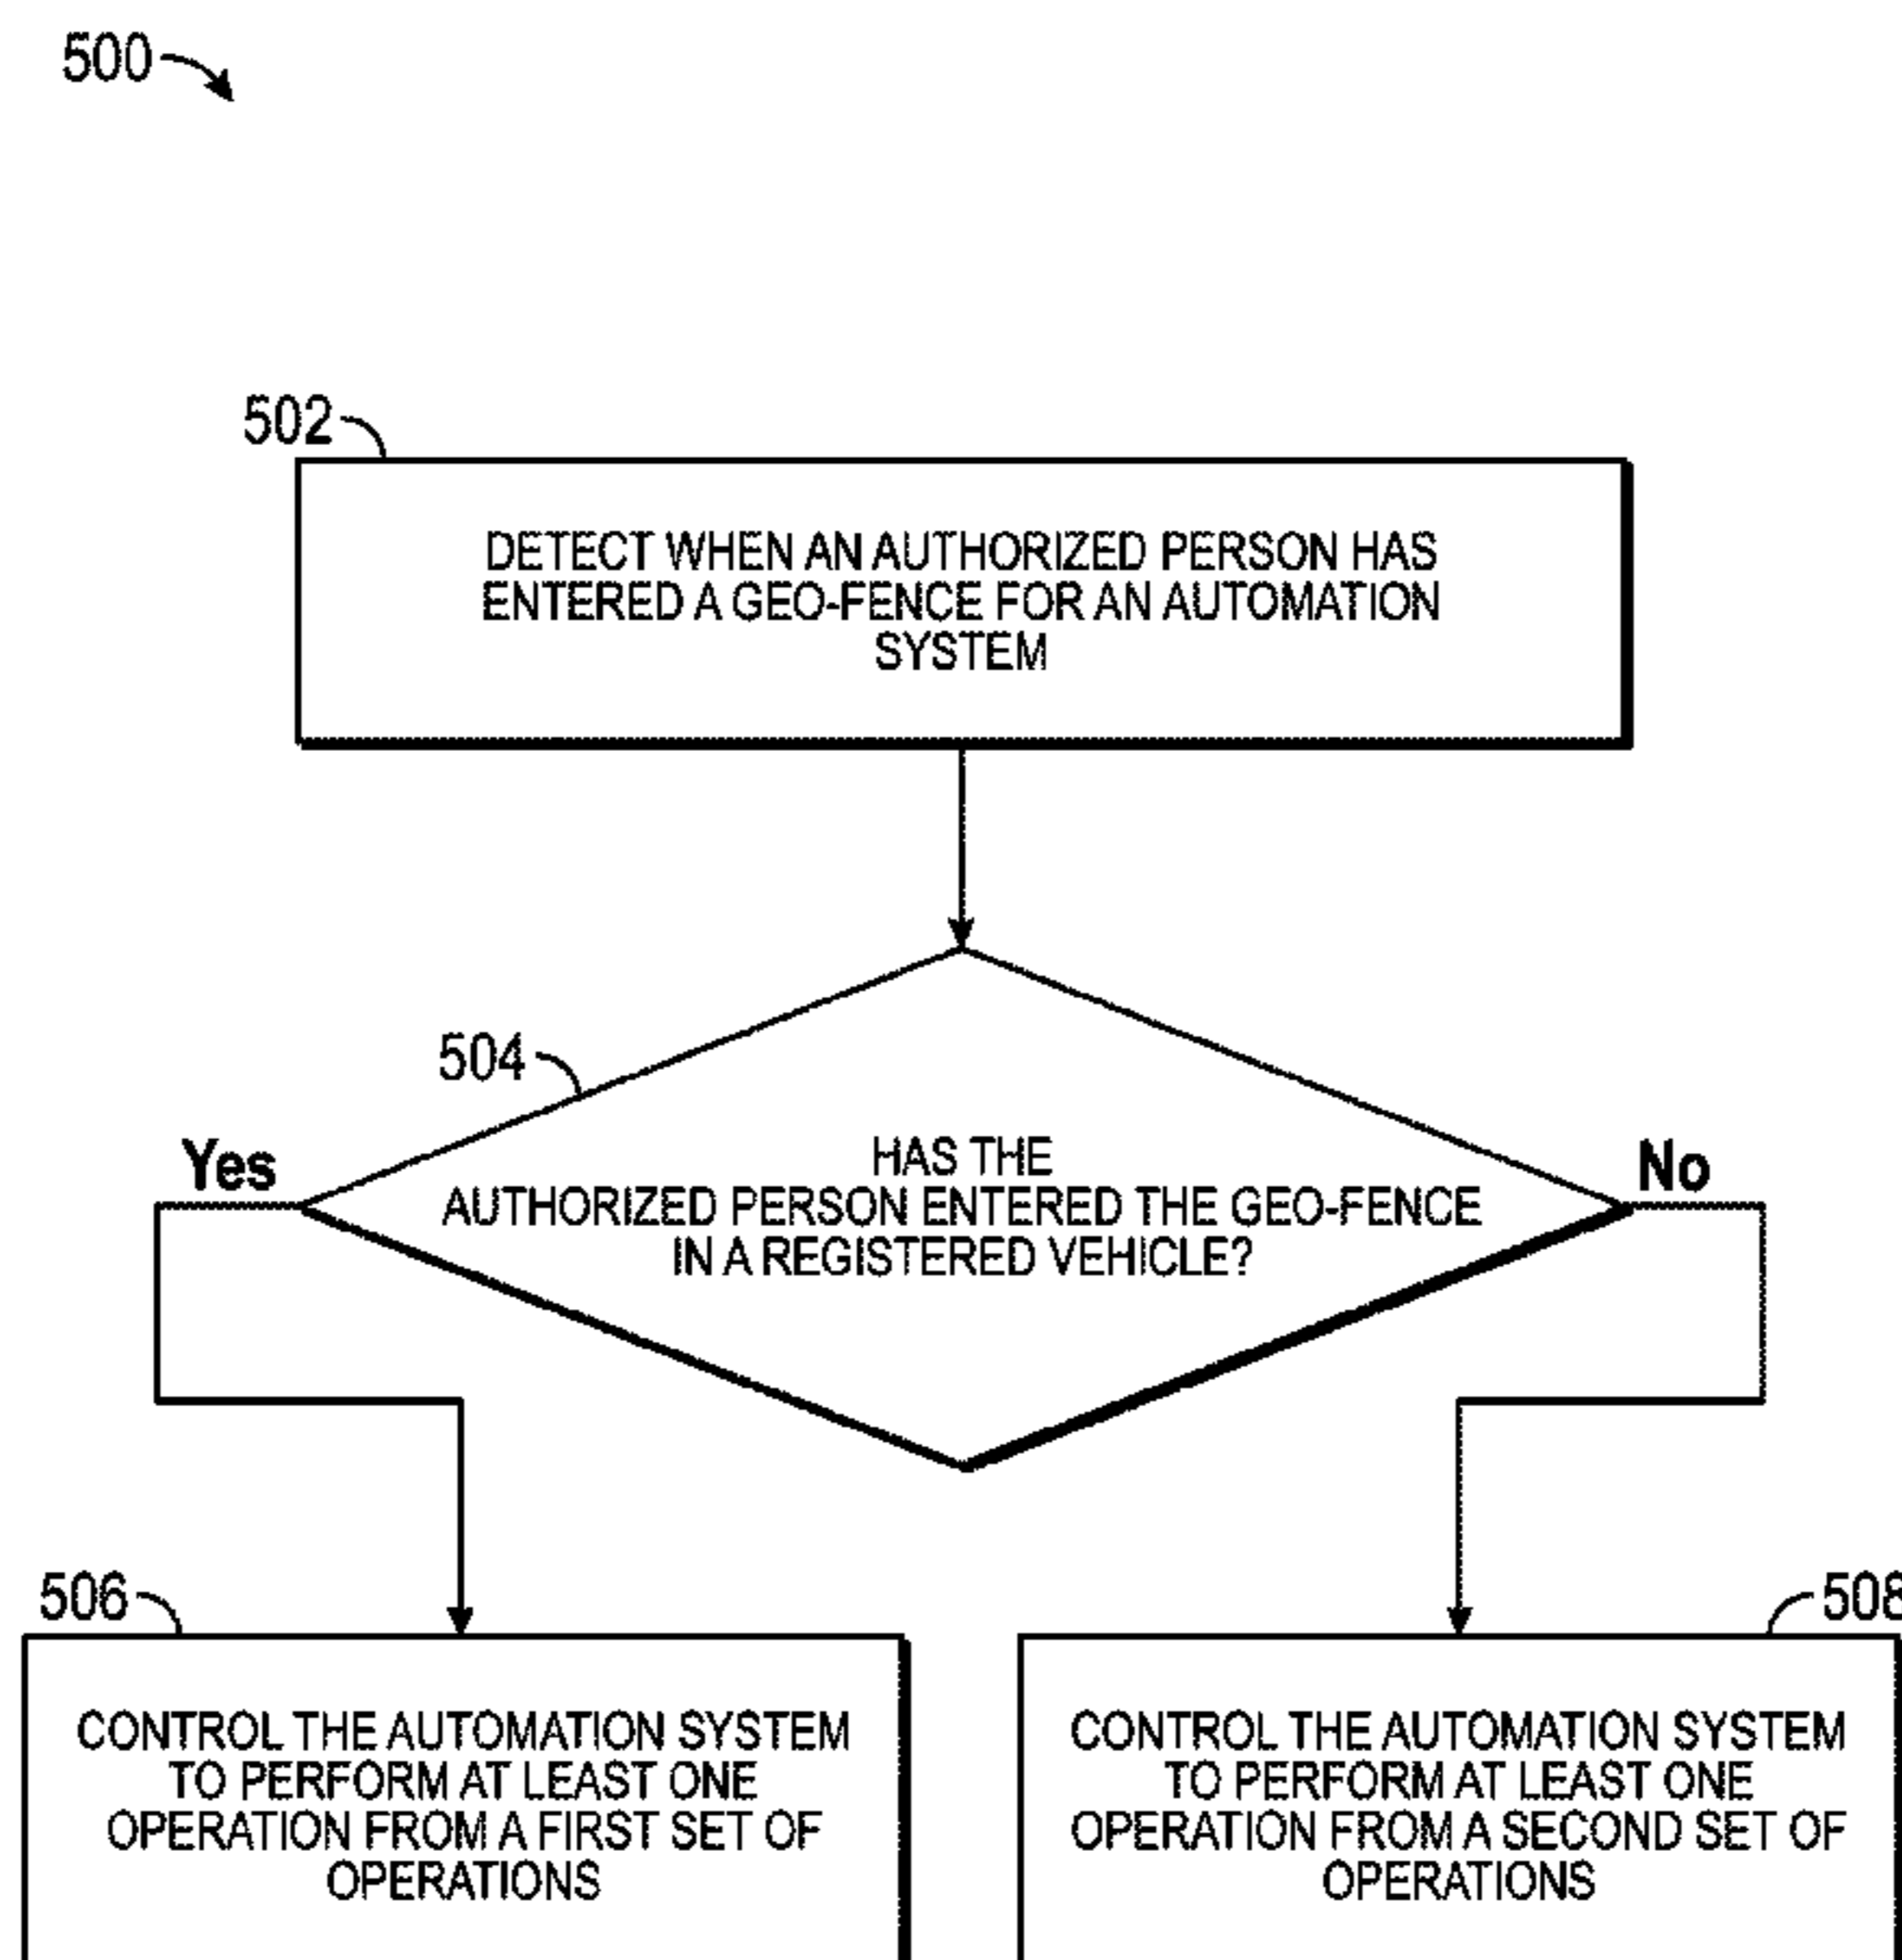 500
502
DETECT WHEN AN AUTHORIZED PERSON HAS
ENTERED A GEO-FENCE FOR AN AUTOMATION
SYSTEM
504
Yes
HAS THE
AUTHORIZED PERSON ENTERED THE GEO-FENCE
IN A REGISTERED VEHICLE?
No
506
CONTROL THE AUTOMATION SYSTEM
TO PERFORM AT LEAST ONE
OPERATION FROM A FIRST SET OF
OPERATIONS
508
CONTROL THE AUTOMATION SYSTEM
TO PERFORM AT LEAST ONE
OPERATION FROM A SECOND SET OF
OPERATIONS